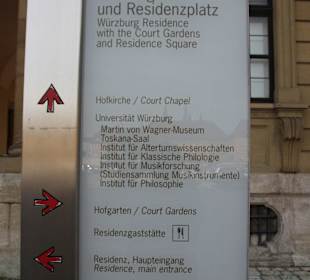 und Residenzplatz
Würzburg Residence
with the Court Gardens
and Residence Square
Hofkirche / Court Chapel
Universität Würzburg
Martin von Wagner-Museum
Toskana-Saal
Institut für Altertumswissenschaften
Institut für Klassische Philologie
Institut für Musikforschung
(Studiensammlung Musikinstrumente)
Institut für Philosophie
Hofgarten / Court Gardens
Residenzgaststätte
Residenz, Haupteingang
Residence, main entrance